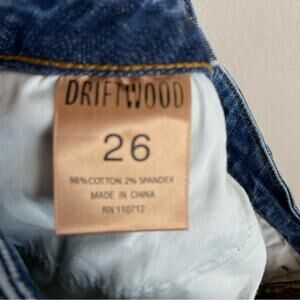 DRIFTWOOD
26
98% COTTON 2% SPANDEX
MADE IN CHINA
RN 110712